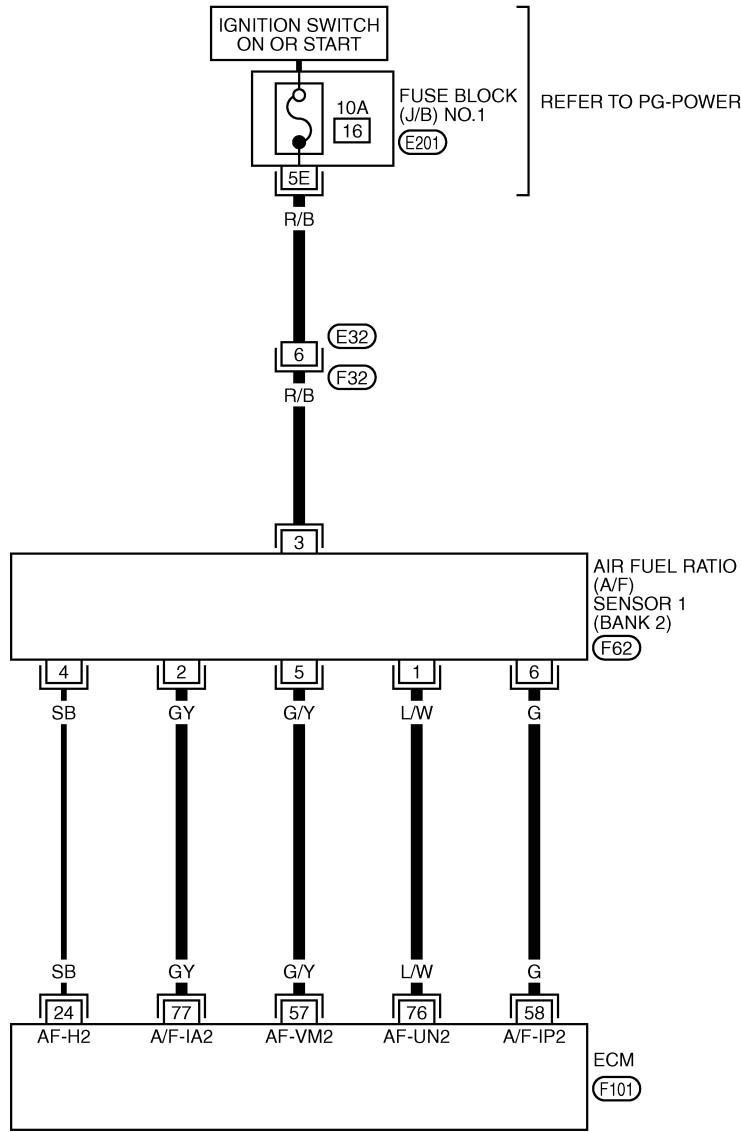 IGNITION SWITCH
ON OR START
10A
16
FUSE BLOCK
(J/B) NO.1
E201
REFER TO PG-POWER
5E
R/B
6
E32
F32
R/B
3
AIR FUEL RATIO
(A/F)
SENSOR 1
(BANK 2)
F62
4 2 5 1 6
SB GY G/Y L/W G
SB GY G/Y L/W G
24 77 57 76 58
AF-H2 A/F-IA2 AF-VM2 AF-UN2 A/F-IP2
ECM
F101